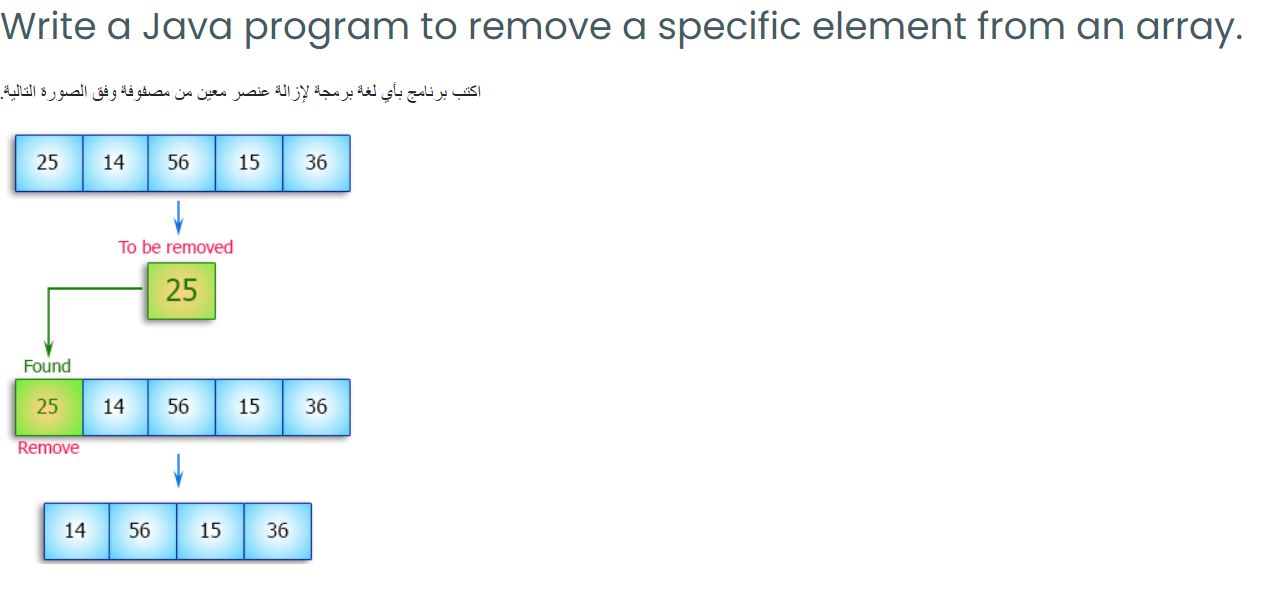 Write a Java program to remove a specific element from an array.
اكتب برنامج بأي لغة برمجة لإزالة عنصر معين من مصفوفة وفق الصورة التالية.
25 14 56 15 36
To be removed
25
Found
25 14 56 15 36
Remove
14 56 15 36